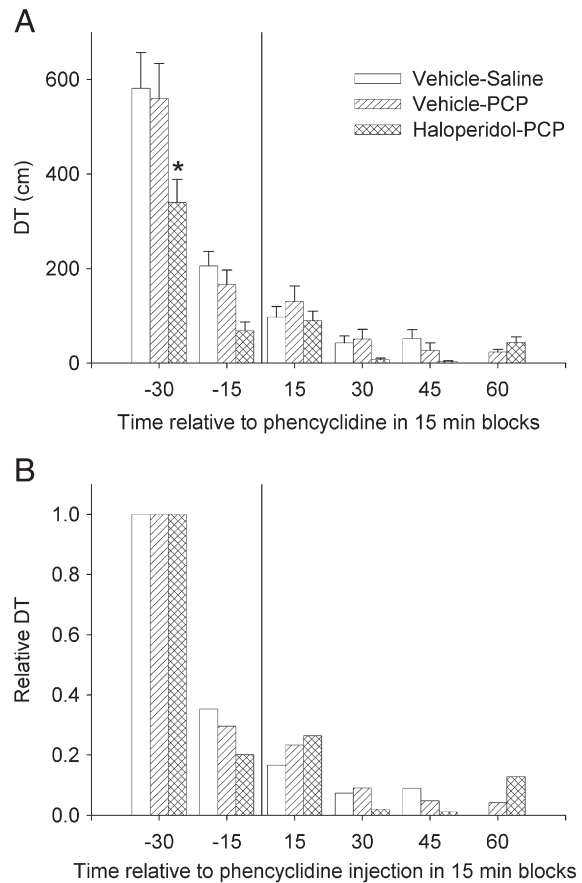 A
600
400
200
0
DT (cm)
Vehicle-Saline
Vehicle-PCP
Haloperidol-PCP
*
-30 -15 15 30 45 60
Time relative to phencyclidine in 15 min blocks
B
1.0
0.8
0.6
0.4
0.2
0.0
Relative DT
-30 -15 15 30 45 60
Time relative to phencyclidine injection in 15 min blocks